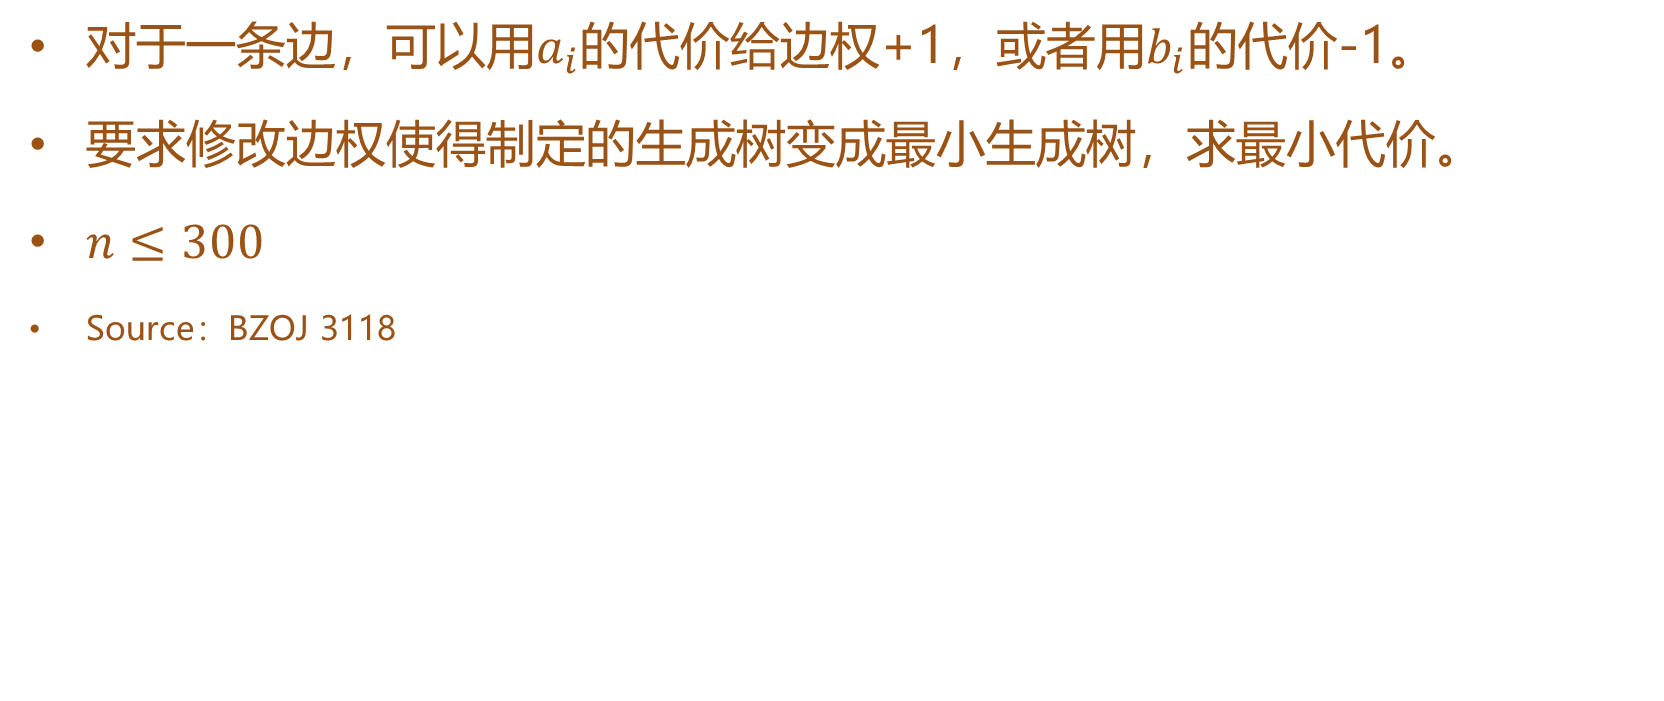 • 对于一条边，可以用𝑎ᵢ的代价给边权+1，或者用𝑏ᵢ的代价-1。
• 要求修改边权使得制定的生成树变成最小生成树，求最小代价。
• 𝑛 ≤ 300
• Source：BZOJ 3118